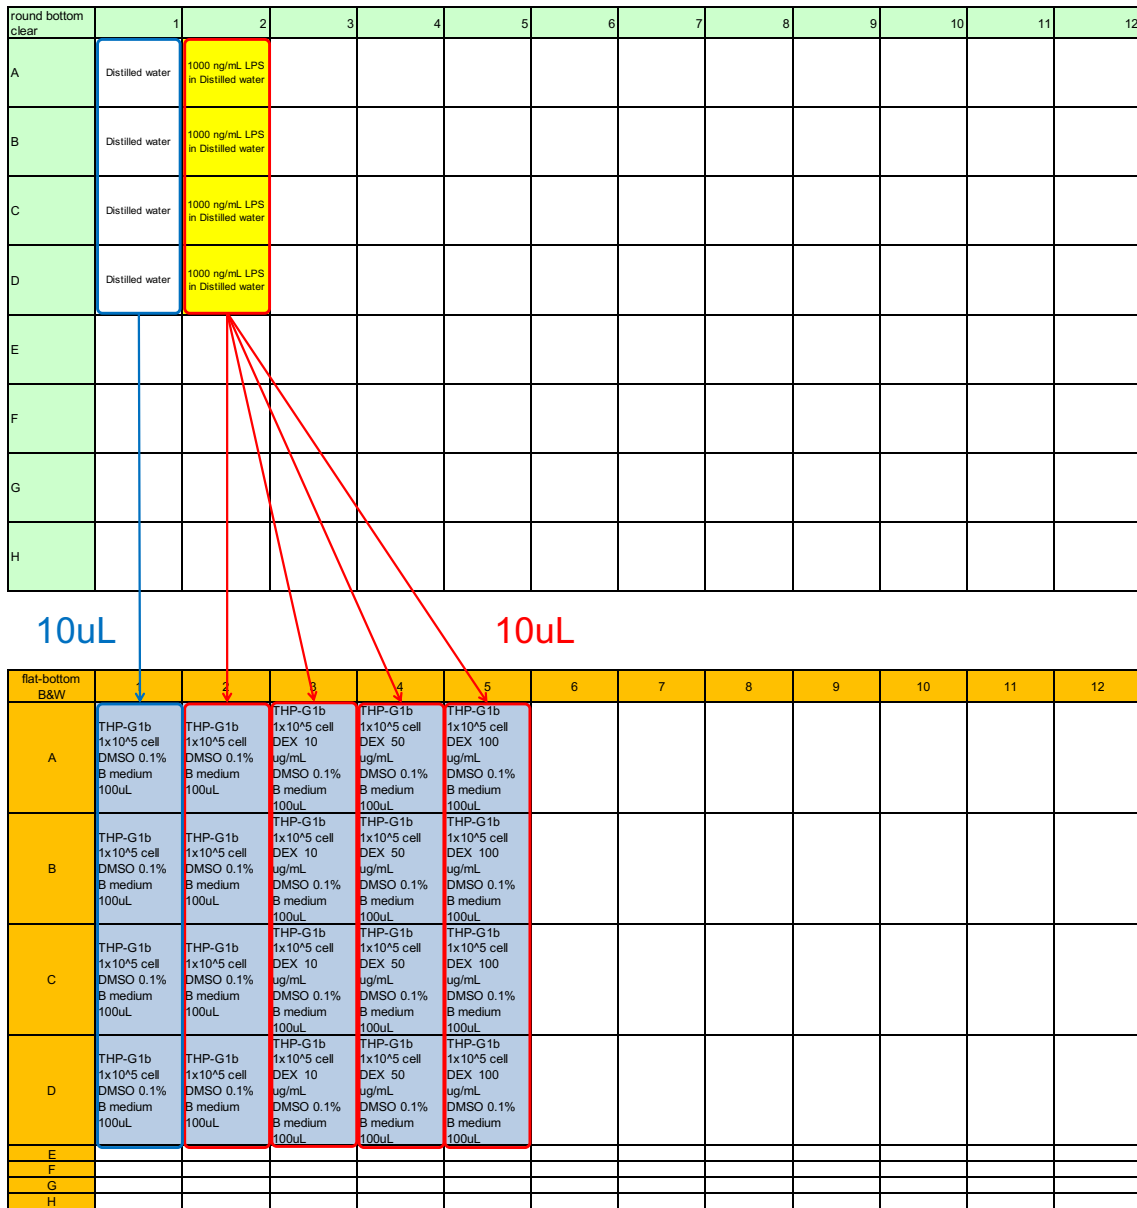 round bottom
clear
1 2 3 4 5 6 7 8 9 10 11 12
A
Distilled water
1000 ng/mL LPS
in Distilled water
B
Distilled water
1000 ng/mL LPS
in Distilled water
C
Distilled water
1000 ng/mL LPS
in Distilled water
D
Distilled water
1000 ng/mL LPS
in Distilled water
E
F
G
H
10uL
10uL
flat-bottom
B&W
1 2 3 4 5 6 7 8 9 10 11 12
A
THP-G1b
1x10^5 cell
DMSO 0.1%
B medium
100uL
THP-G1b
1x10^5 cell
DMSO 0.1%
B medium
100uL
THP-G1b
1x10^5 cell
DEX 10
ug/mL
DMSO 0.1%
B medium
100uL
THP-G1b
1x10^5 cell
DEX 50
ug/mL
DMSO 0.1%
B medium
100uL
THP-G1b
1x10^5 cell
DEX 100
ug/mL
DMSO 0.1%
B medium
100uL
B
THP-G1b
1x10^5 cell
DMSO 0.1%
B medium
100uL
THP-G1b
1x10^5 cell
DMSO 0.1%
B medium
100uL
THP-G1b
1x10^5 cell
DEX 10
ug/mL
DMSO 0.1%
B medium
100uL
THP-G1b
1x10^5 cell
DEX 50
ug/mL
DMSO 0.1%
B medium
100uL
THP-G1b
1x10^5 cell
DEX 100
ug/mL
DMSO 0.1%
B medium
100uL
C
THP-G1b
1x10^5 cell
DMSO 0.1%
B medium
100uL
THP-G1b
1x10^5 cell
DMSO 0.1%
B medium
100uL
THP-G1b
1x10^5 cell
DEX 10
ug/mL
DMSO 0.1%
B medium
100uL
THP-G1b
1x10^5 cell
DEX 50
ug/mL
DMSO 0.1%
B medium
100uL
THP-G1b
1x10^5 cell
DEX 100
ug/mL
DMSO 0.1%
B medium
100uL
D
THP-G1b
1x10^5 cell
DMSO 0.1%
B medium
100uL
THP-G1b
1x10^5 cell
DMSO 0.1%
B medium
100uL
THP-G1b
1x10^5 cell
DEX 10
ug/mL
DMSO 0.1%
B medium
100uL
THP-G1b
1x10^5 cell
DEX 50
ug/mL
DMSO 0.1%
B medium
100uL
THP-G1b
1x10^5 cell
DEX 100
ug/mL
DMSO 0.1%
B medium
100uL
E
F
G
H